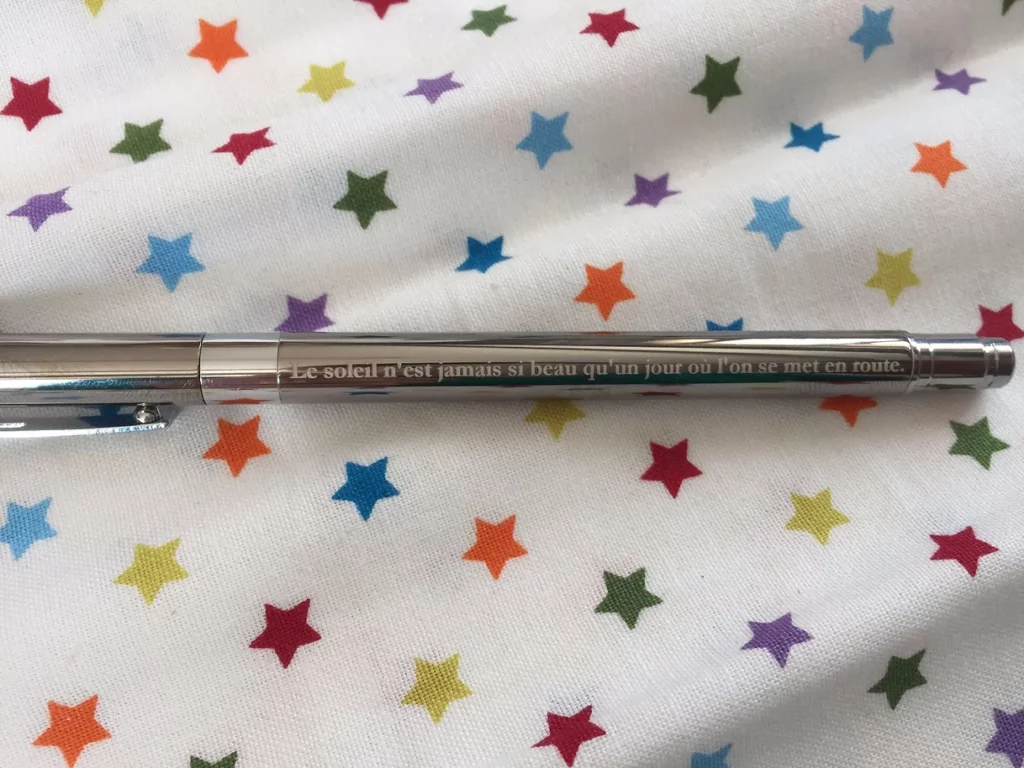 Le soleil n'est jamais si beau qu'un jour où l'on se met en route.